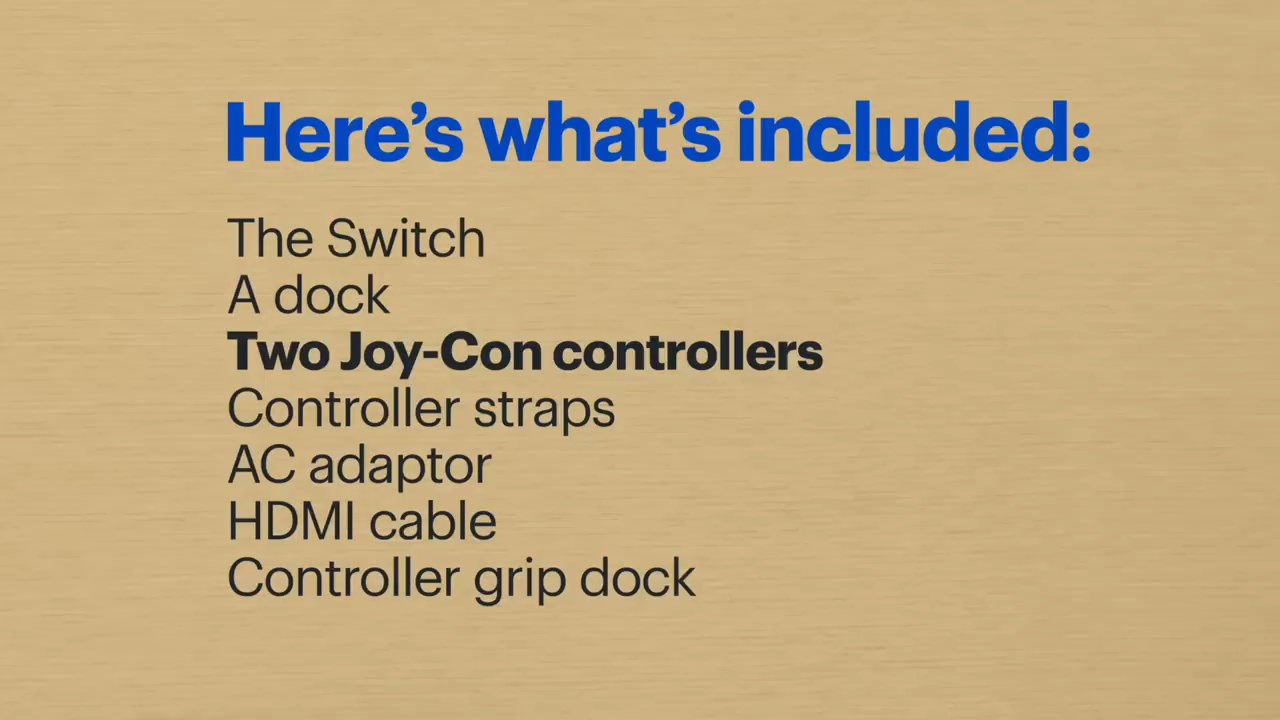 Here’s what’s included:
The Switch
A dock
Two Joy-Con controllers
Controller straps
AC adaptor
HDMI cable
Controller grip dock